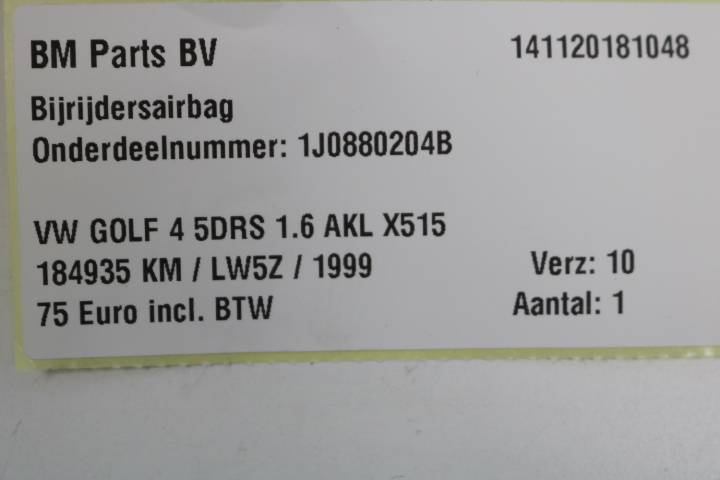 BM Parts BV 141120181048
Bijrijdersairbag
Onderdeelnummer: 1J0880204B
VW GOLF 4 5DRS 1.6 AKL X515
184935 KM / LW5Z / 1999 Verz: 10
75 Euro incl. BTW Aantal: 1